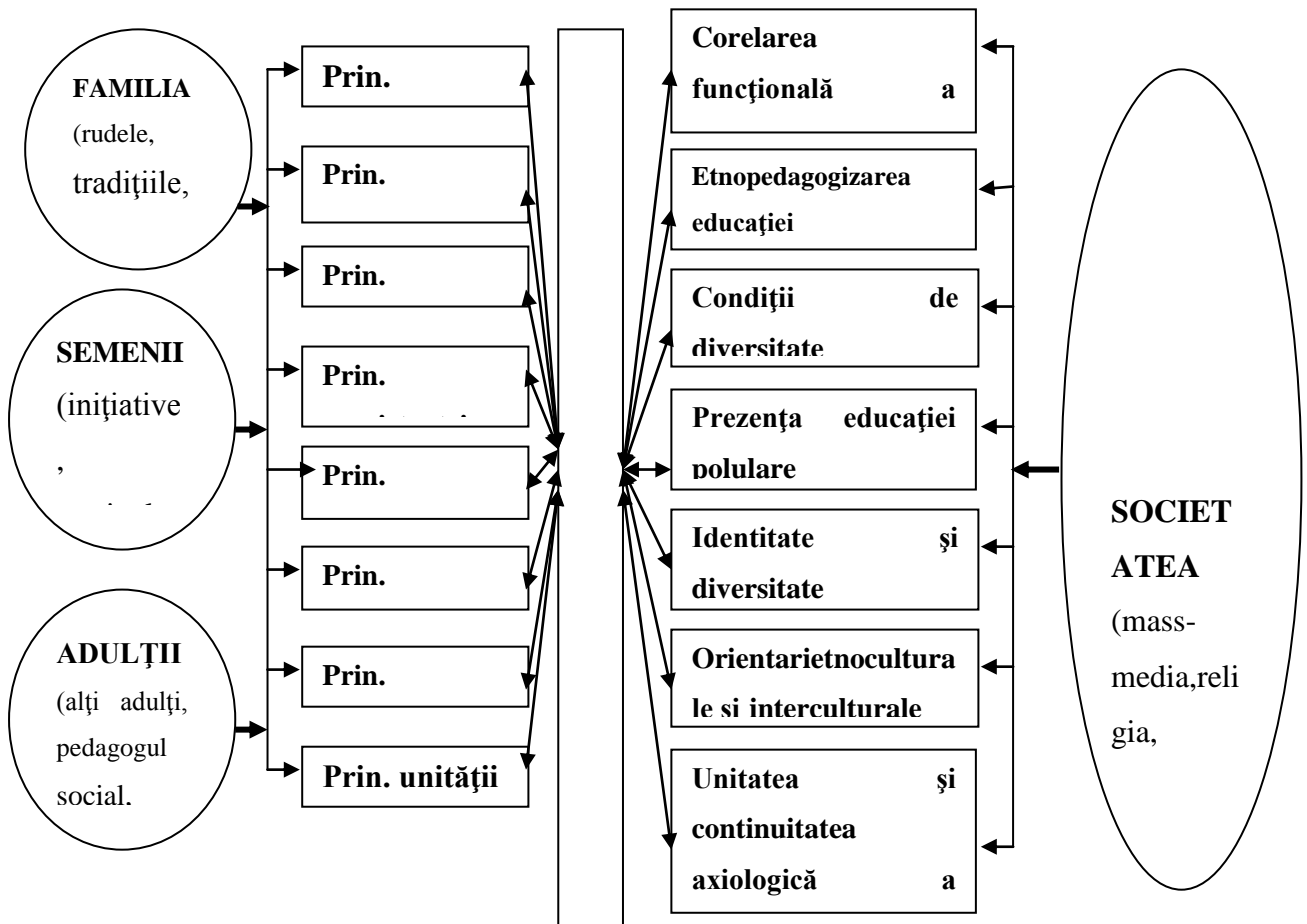 FAMILIA
(rudele,
tradiţiile,
SEMENII
(iniţiative
,
ADULŢII
(alţi adulţi,
pedagogul
social,
Prin.
Prin.
Prin.
Prin.
Prin.
Prin.
Prin.
Prin. unităţii
Corelarea
funcţională a
Etnopedagogizarea
educaţiei
Condiţii de
diversitate
Prezenţa educaţiei
polulare
Identitate şi
diversitate
Orientarietnocultura
le si interculturale
Unitatea şi
continuitatea
axiologică a
SOCIET
ATEA
(mass-
media,reli
gia,